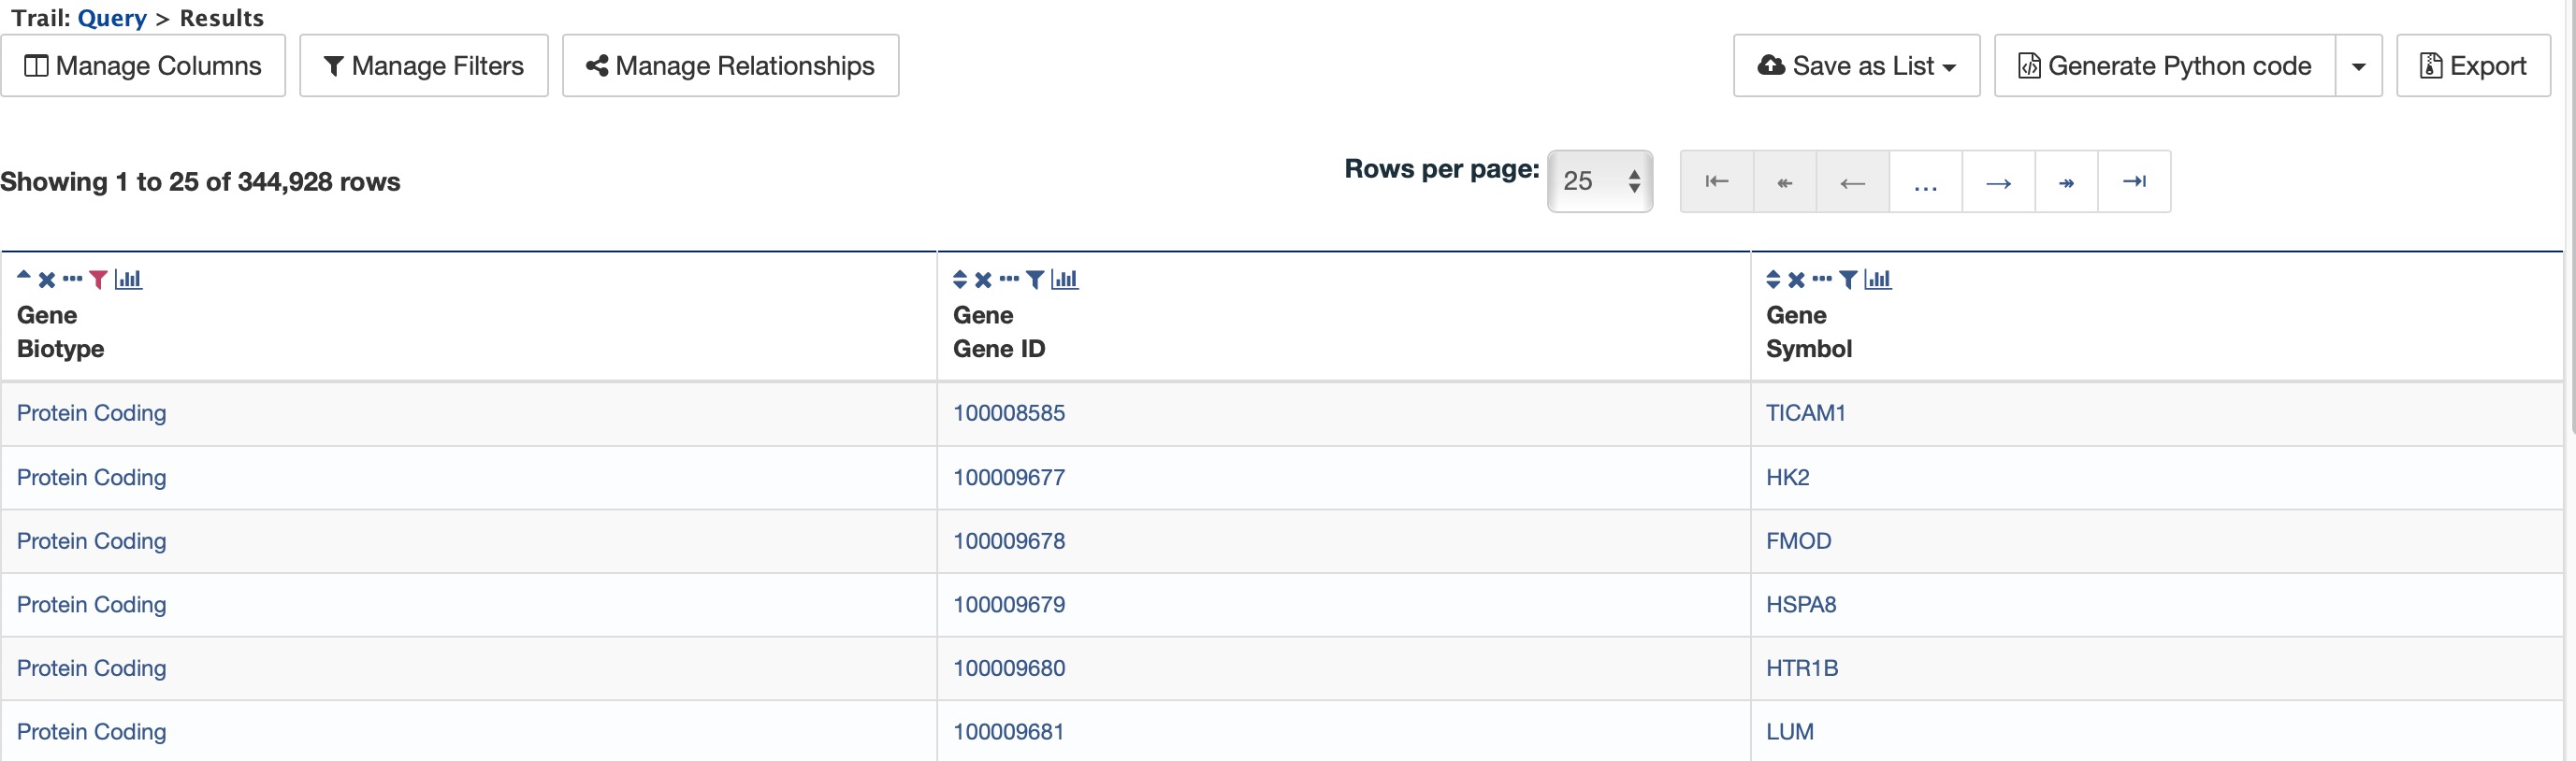 Trail: Query > Results
Manage Columns Manage Filters Manage Relationships Save as List Generate Python code Export
Showing 1 to 25 of 344,928 rows Rows per page: 25 ...
Gene Gene Gene
Biotype Gene ID Symbol
Protein Coding 100008585 TICAM1
Protein Coding 100009677 HK2
Protein Coding 100009678 FMOD
Protein Coding 100009679 HSPA8
Protein Coding 100009680 HTR1B
Protein Coding 100009681 LUM